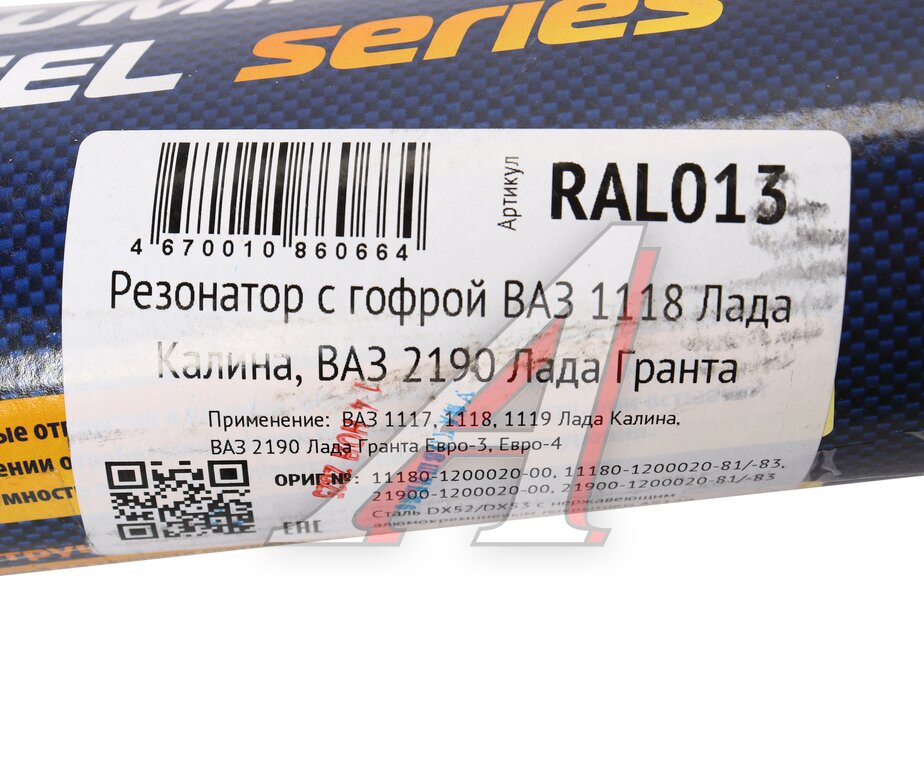 EL series
Артикул
RAL013
4 670010 860664
Резонатор с гофрой ВАЗ 1118 Лада
Калина, ВАЗ 2190 Лада Гранта
Применение: ВАЗ 1117, 1118, 1119 Лада Калина,
ВАЗ 2190 Лада Гранта Евро-3, Евро-4
ОРИГ №: 11180-1200020-00, 11180-1200020-81/-83,
21900-1200020-00, 21900-1200020-81/-83
Сталь DX52/DX53 с нержавеющим
EAC